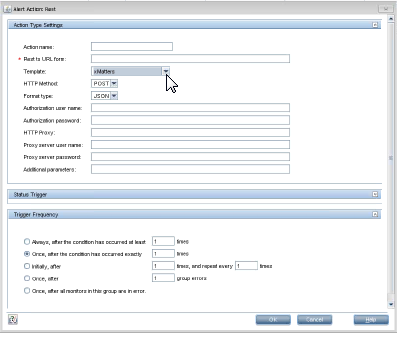 Alert Action: Rest
Action Type Settings
Action name:
* Rest to URL form:
Template: xMatters
HTTP Method: POST
Format type: JSON
Authorization user name:
Authorization password:
HTTP Proxy:
Proxy server user name:
Proxy server password:
Additional parameters:
Status Trigger
Trigger Frequency
Always, after the condition has occurred at least 1 times
Once, after the condition has occurred exactly 1 times
Initially, after 1 times, and repeat every 1 times
Once, after 1 group errors
Once, after all monitors in this group are in error.
OK Cancel Help